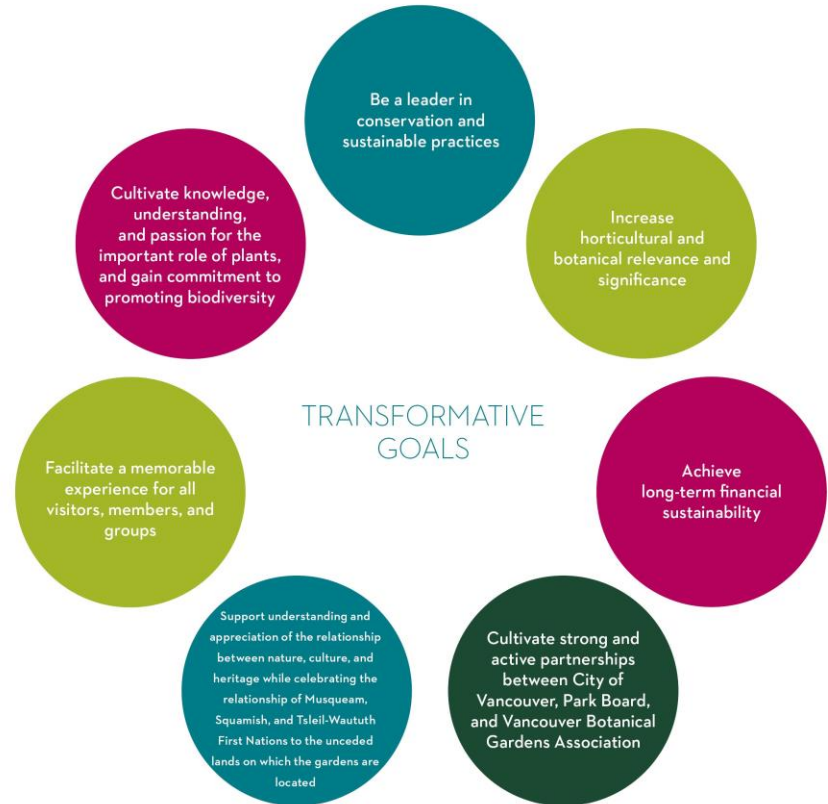 Be a leader in
conservation and
sustainable practices
Cultivate knowledge,
understanding,
and passion for the
important role of plants,
and gain commitment to
promoting biodiversity
Increase
horticultural and
botanical relevance and
significance
TRANSFORMATIVE
GOALS
Facilitate a memorable
experience for all
visitors, members, and
groups
Achieve
long-term financial
sustainability
Support understanding and
appreciation of the relationship
between nature, culture, and
heritage while celebrating the
relationship of Musqueam,
Squamish, and Tsleil-Waututh
First Nations to the unceded
lands on which the gardens are
located
Cultivate strong and
active partnerships
between City of
Vancouver, Park Board,
and Vancouver Botanical
Gardens Association